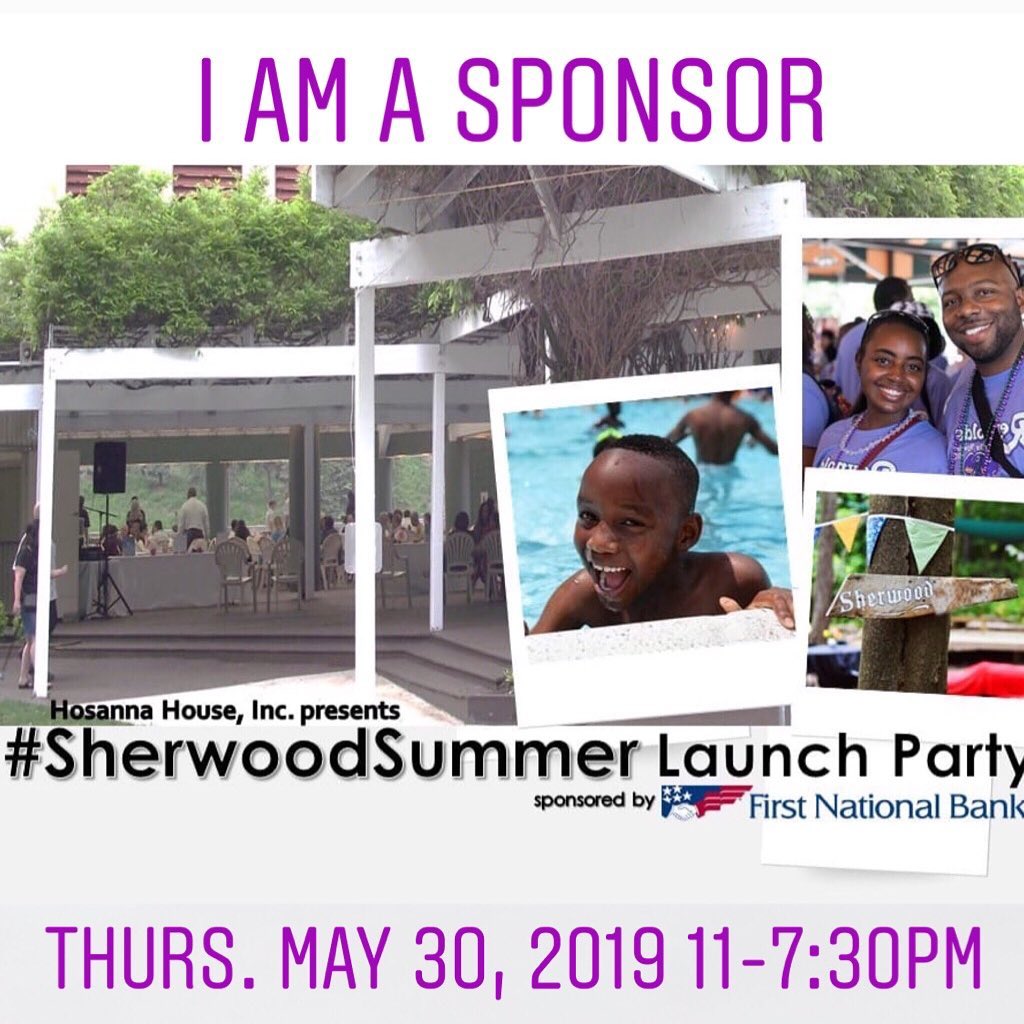 I AM A SPONSOR
Sherwood
Hosanna House, Inc. presents
#SherwoodSummer Launch Party
sponsored by First National Bank
THURS. MAY 30, 2019 11-7:30PM